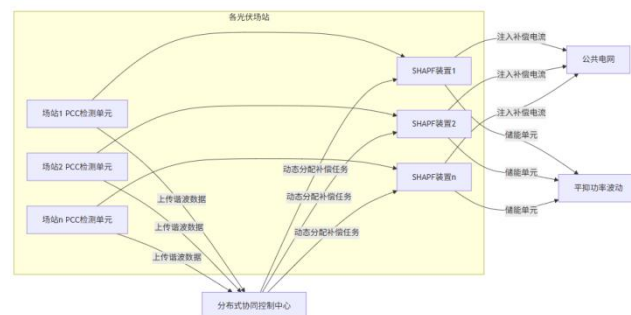 各光伏场站
场站1 PCC检测单元
场站2 PCC检测单元
场站n PCC检测单元
SHAPF装置1
SHAPF装置2
SHAPF装置n
注入补偿电流
注入补偿电流
注入补偿电流
公共电网
储能单元
储能单元
储能单元
平抑功率波动
动态分配补偿任务
动态分配补偿任务
动态分配补偿任务
上传谐波数据
上传谐波数据
上传谐波数据
分布式协同控制中心